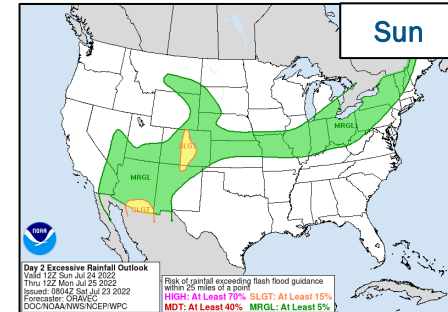 Sun
MRGL
SLGT
MRGL
SLGT
NOAA
Day 2 Excessive Rainfall Outlook
Valid 12Z Sun Jul 24 2022
Thru 12Z Mon Jul 25 2022
Issued: 0804Z Sat Jul 23 2022
Forecaster: ORAVEC
DOC/NOAA/NWS/NCEP/WPC
Risk of rainfall exceeding flash flood guidance
within 25 miles of a point
HIGH: At Least 70% SLGT: At Least 15%
MDT: At Least 40% MRGL: At Least 5%